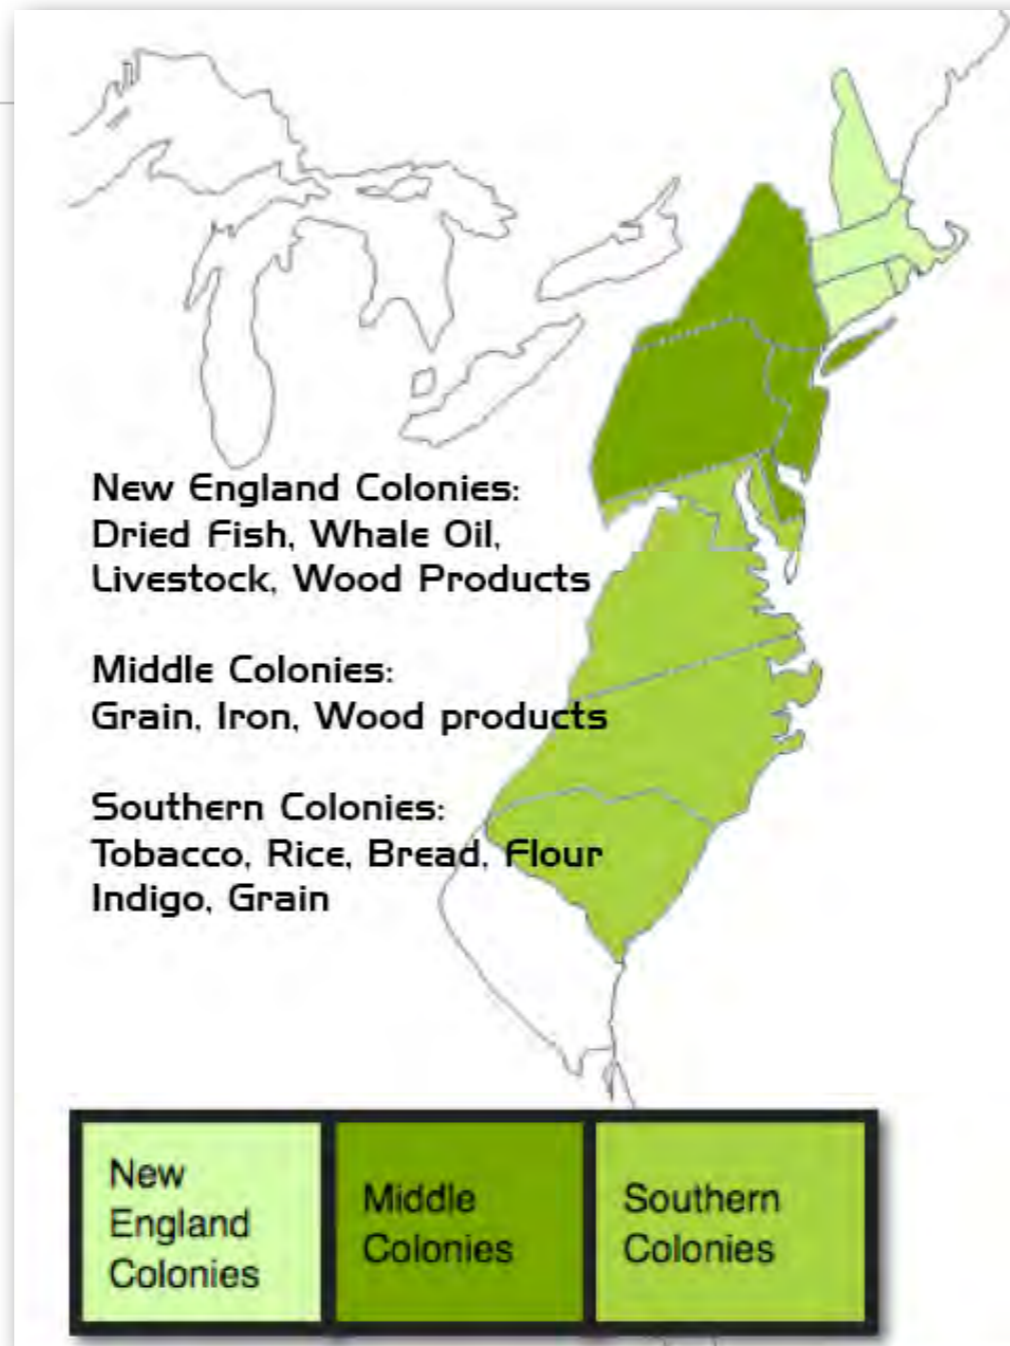 New England Colonies:
Dried Fish, Whale Oil,
Livestock, Wood Products
Middle Colonies:
Grain, Iron, Wood products
Southern Colonies:
Tobacco, Rice, Bread, Flour
Indigo, Grain
New
England
Colonies
Middle
Colonies
Southern
Colonies